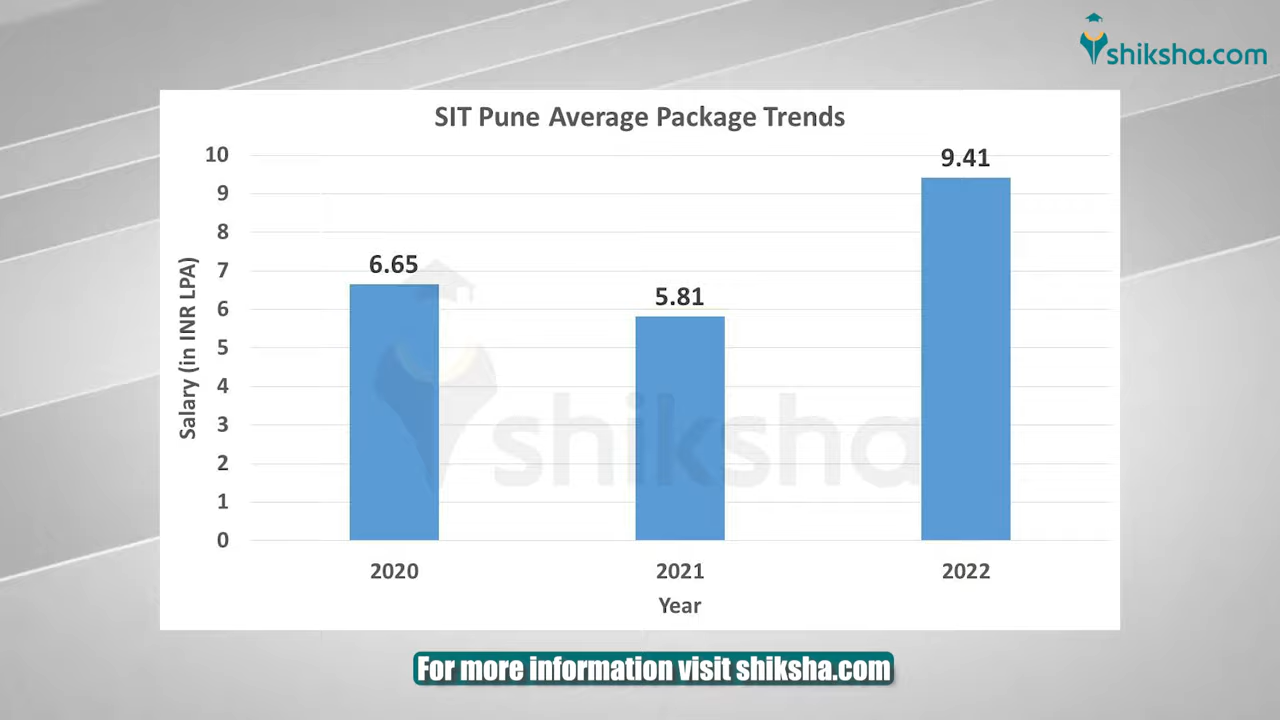 shiksha.com
SIT Pune Average Package Trends
10
9
8
7
6
5
4
3
2
1
0
Salary (in INR LPA)
6.65
5.81
9.41
shiksha
2020
2021
2022
Year
For more information visit shiksha.com